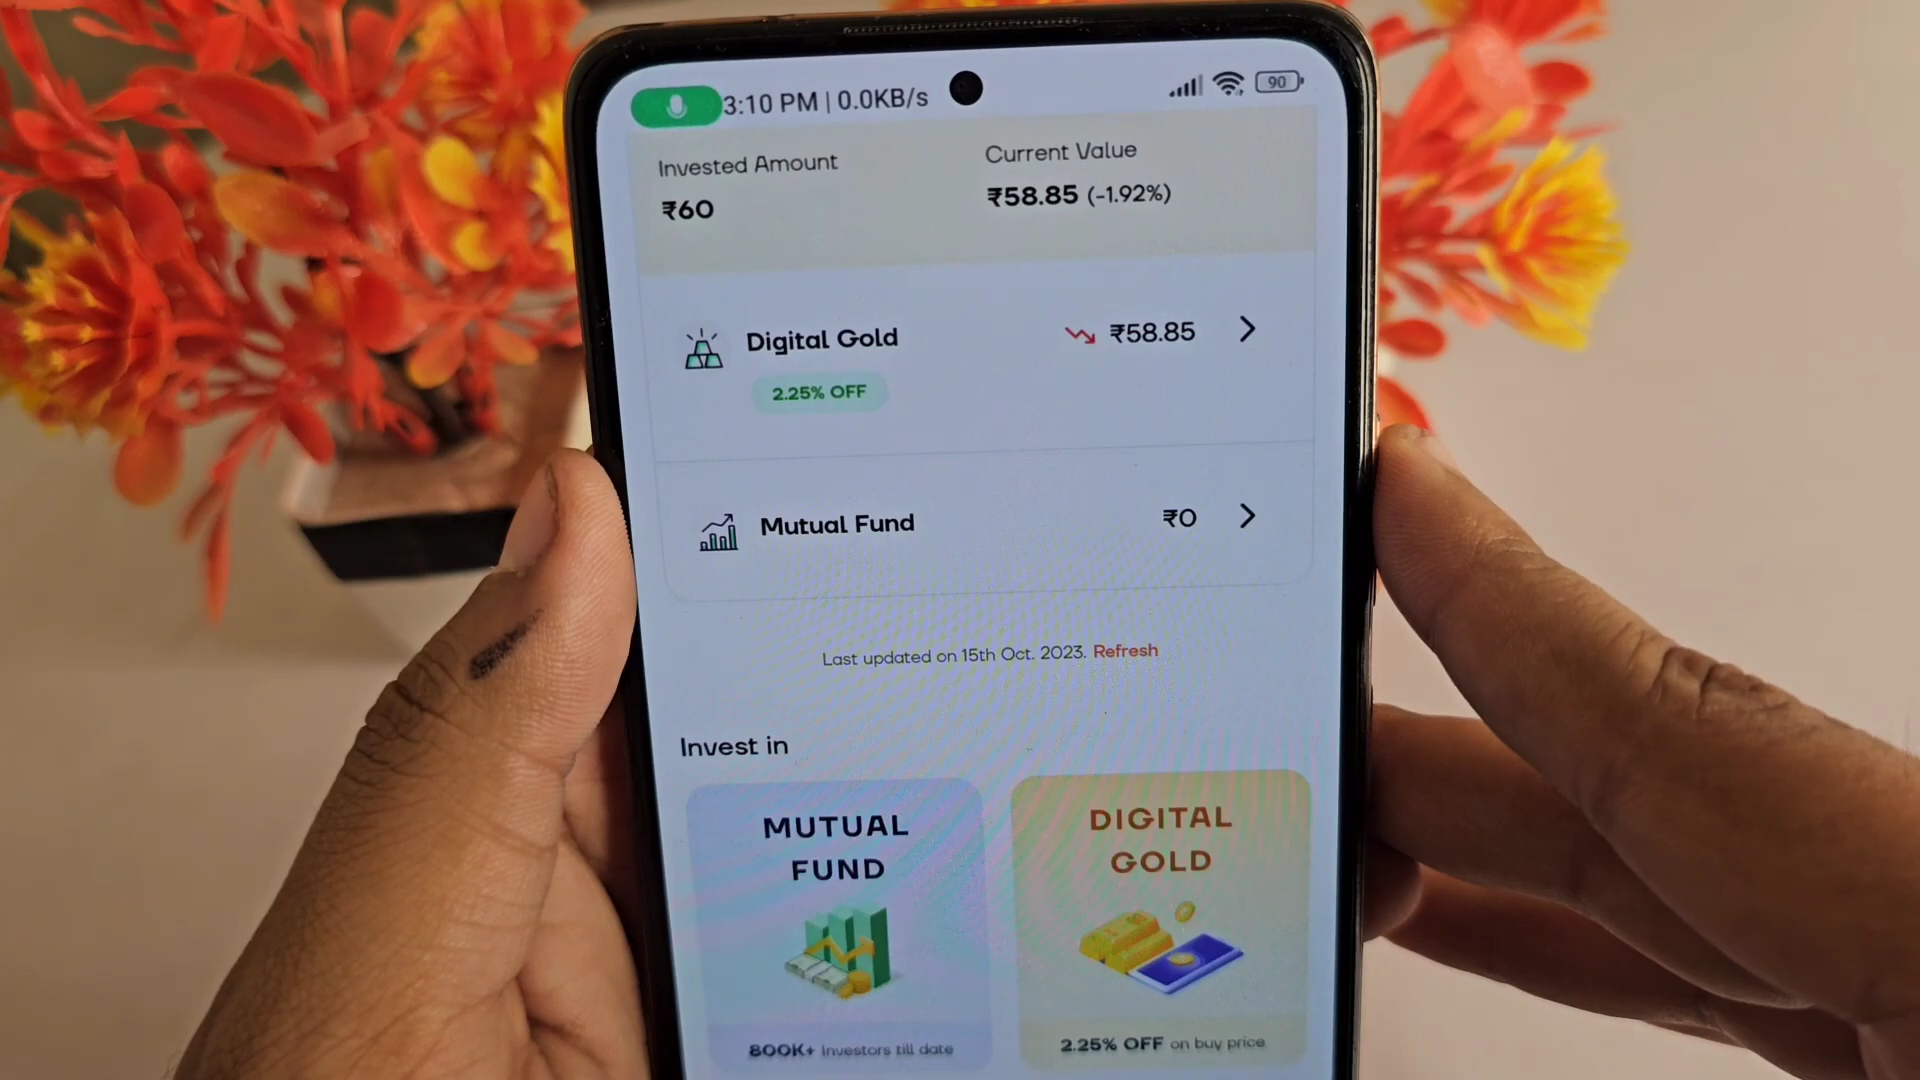 3:10 PM | 0.0KB/s
90
Invested Amount
Current Value
₹60
₹58.85 (-1.92%)
Digital Gold
₹58.85
2.25% OFF
Mutual Fund
₹0
Last updated on 15th Oct. 2023. Refresh
Invest in
MUTUAL
FUND
800K+ Investors till date
DIGITAL
GOLD
2.25% OFF on buy price